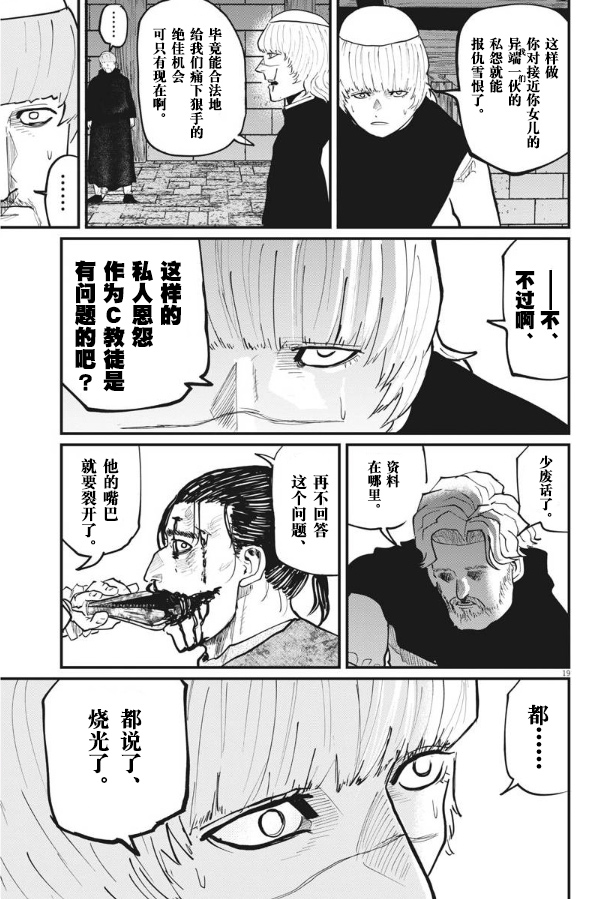 这样做
你对接近你女儿的
异端我们一伙的
私怨就能
报仇雪恨了。
毕竟能合法地
给我们痛下狠手的
绝佳机会
可只有现在啊。
……
……
——不、
不过啊、
这样的
私人恩怨
作为C教徒是
有问题的吧？
少废话了。
资料
在哪里。
再不回答
这个问题、
他的嘴巴
就要裂开了。
19
都……
都说了、
烧光了。